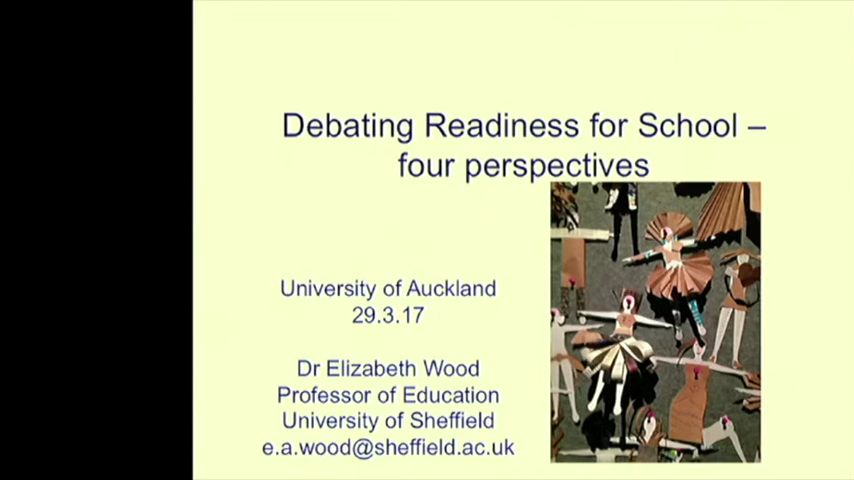 Debating Readiness for School –
four perspectives
University of Auckland
29.3.17
Dr Elizabeth Wood
Professor of Education
University of Sheffield
e.a.wood@sheffield.ac.uk